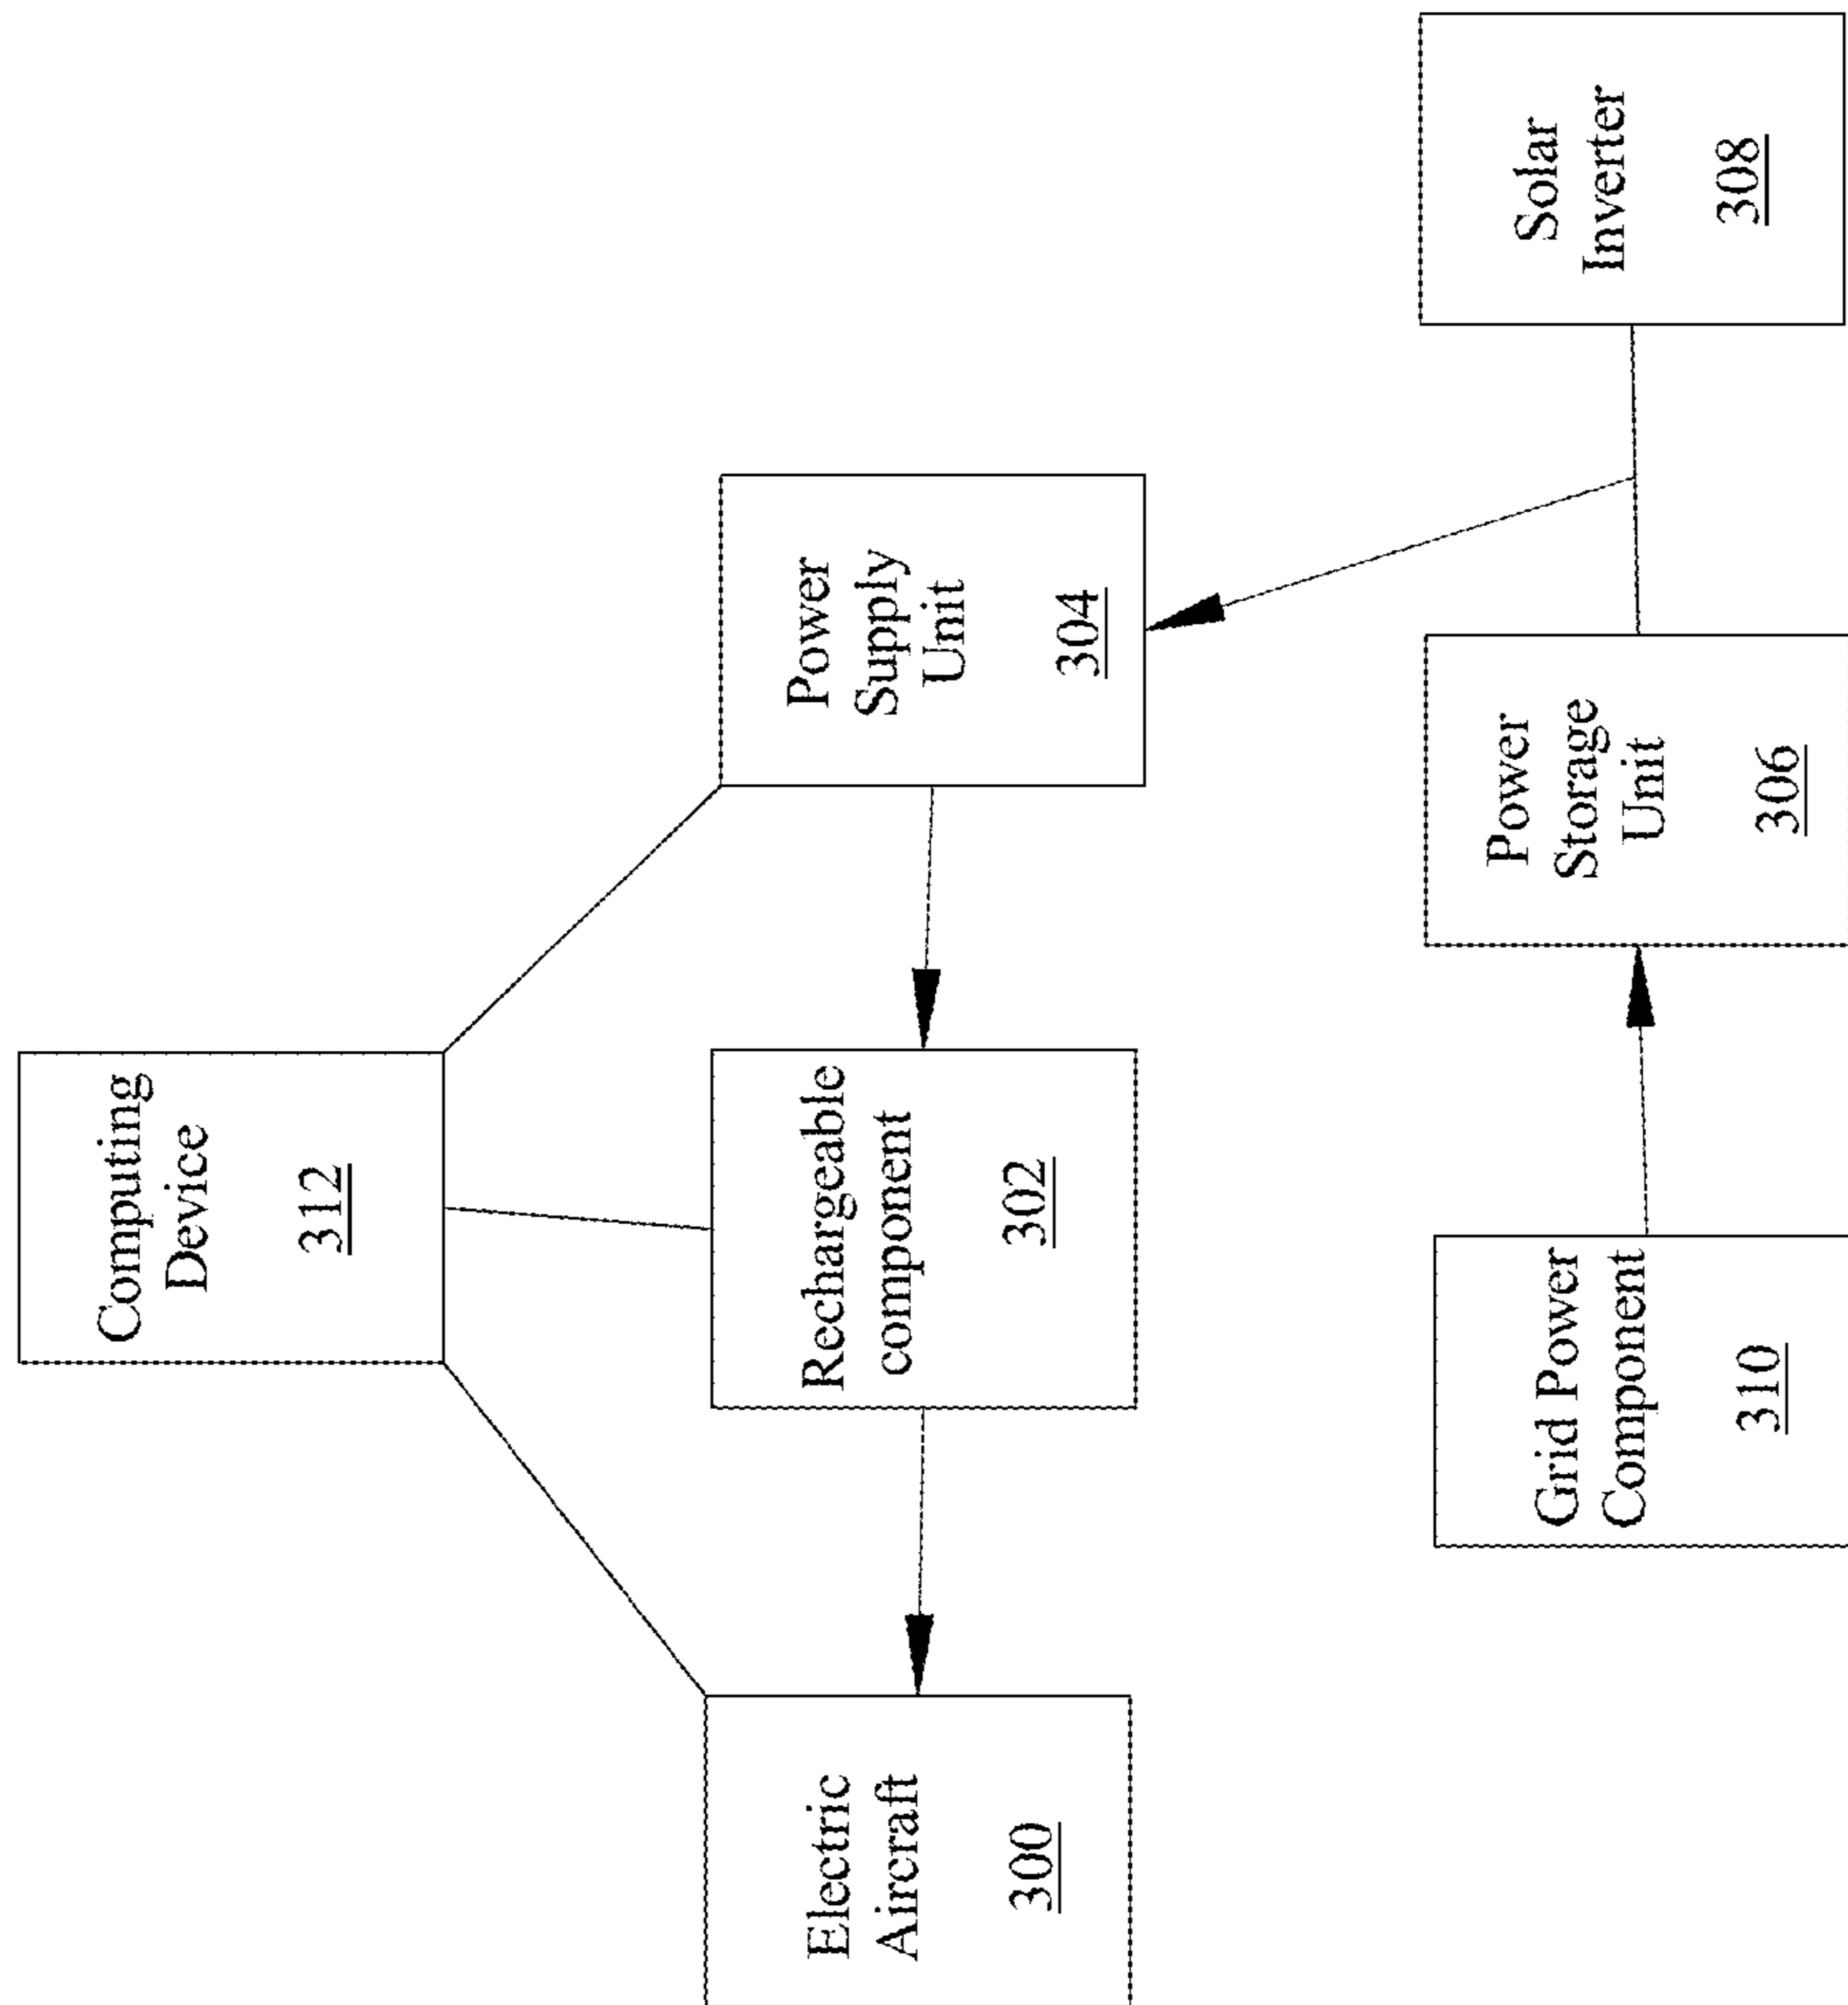 Computing
Device
312
Electric
Aircraft
300
Rechargeable
component
302
Power
Supply
Unit
304
Grid Power
Component
310
Power
Storage
Unit
306
Solar
Inverter
308